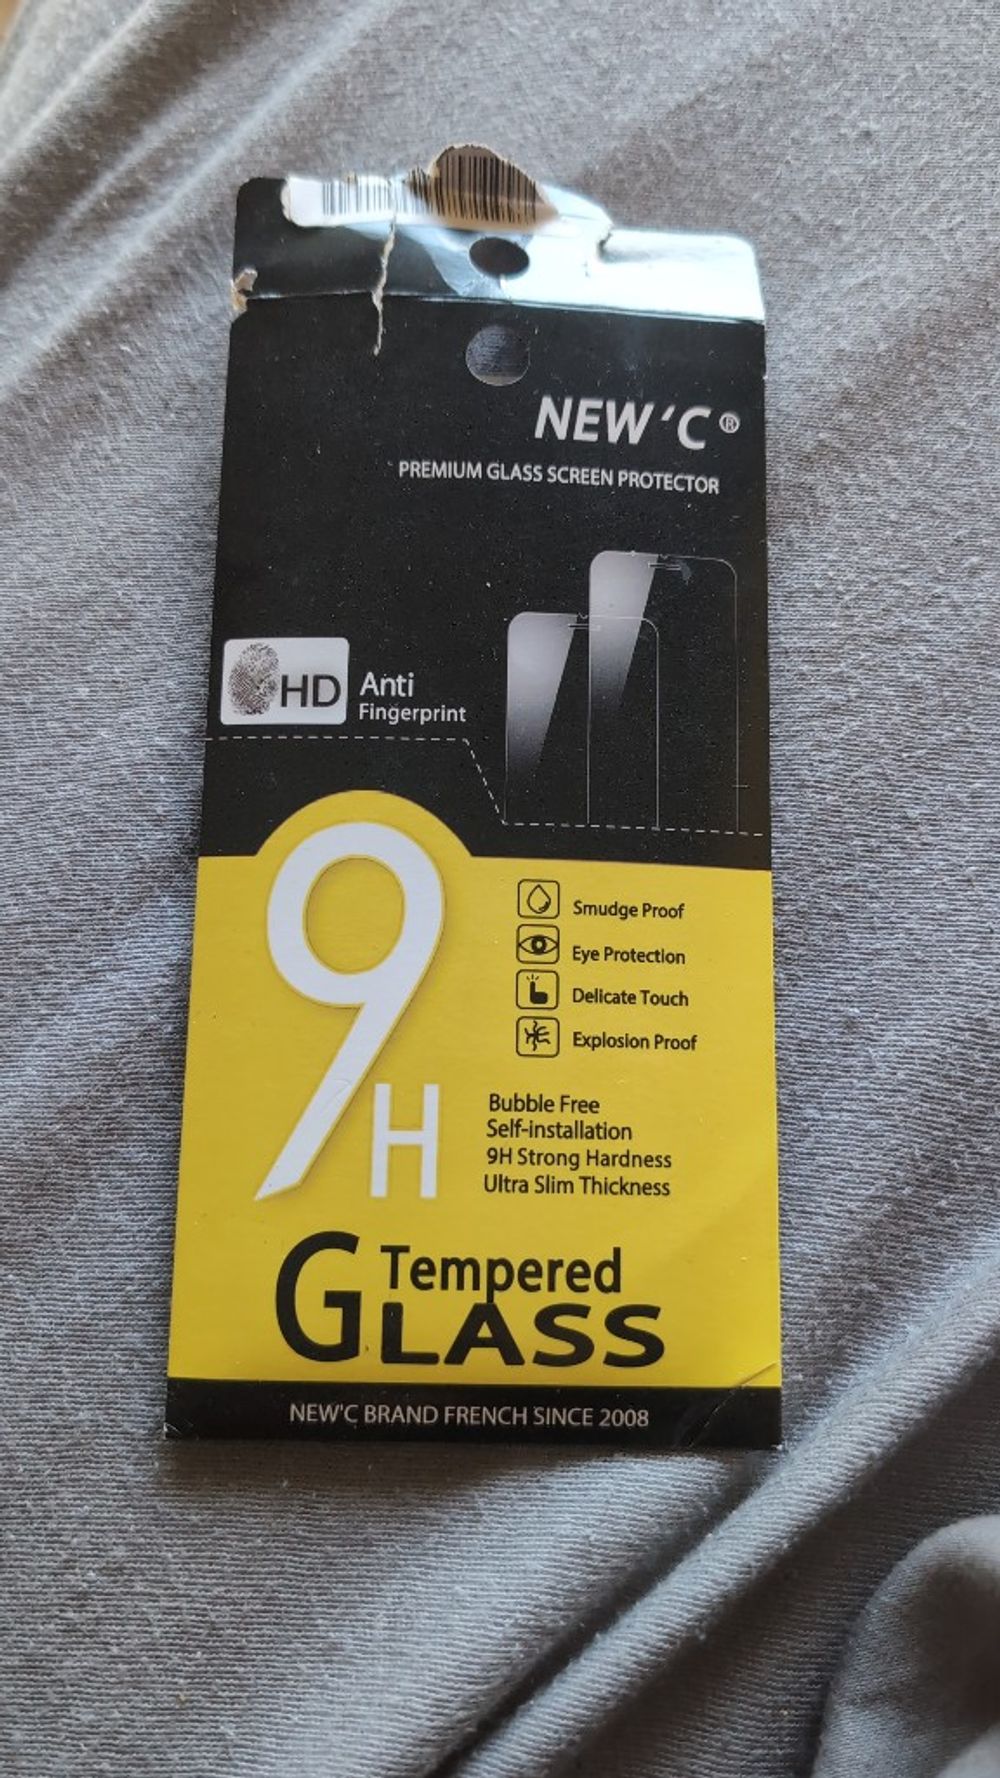 NEW'C®
PREMIUM GLASS SCREEN PROTECTOR
HD
Anti
Fingerprint
9H
Smudge Proof
Eye Protection
Delicate Touch
Explosion Proof
Bubble Free
Self-installation
9H Strong Hardness
Ultra Slim Thickness
Tempered
GLASS
NEW'C BRAND FRENCH SINCE 2008